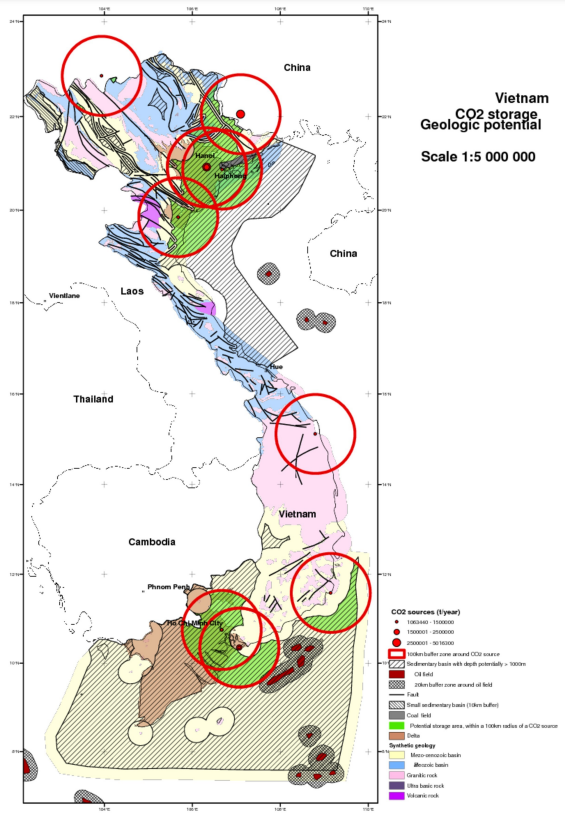 China
Vietnam
CO2 storage
Geologic potential
Scale 1:5 000 000
Hanoi
Haiphong
China
Vientiane
Laos
Hue
Thailand
Vietnam
Cambodia
Phnom Penh
Ho Chi Minh City
CO2 sources (t/year)
1063440 - 1500000
1500001 - 2500000
2500001 - 5016300
100km buffer zone around CO2 source
Sedimentary basin with depth potentially > 1000m
Oil field
20km buffer zone around oil field
Fault
Small sedimentary basin (10km buffer)
Coal field
Potential storage area, within a 100km radius of a CO2 source
Delta
Synthetic geology
Meso-cenozoic basin
Mesozoic basin
Granitic rock
Ultra basic rock
Volcanic rock